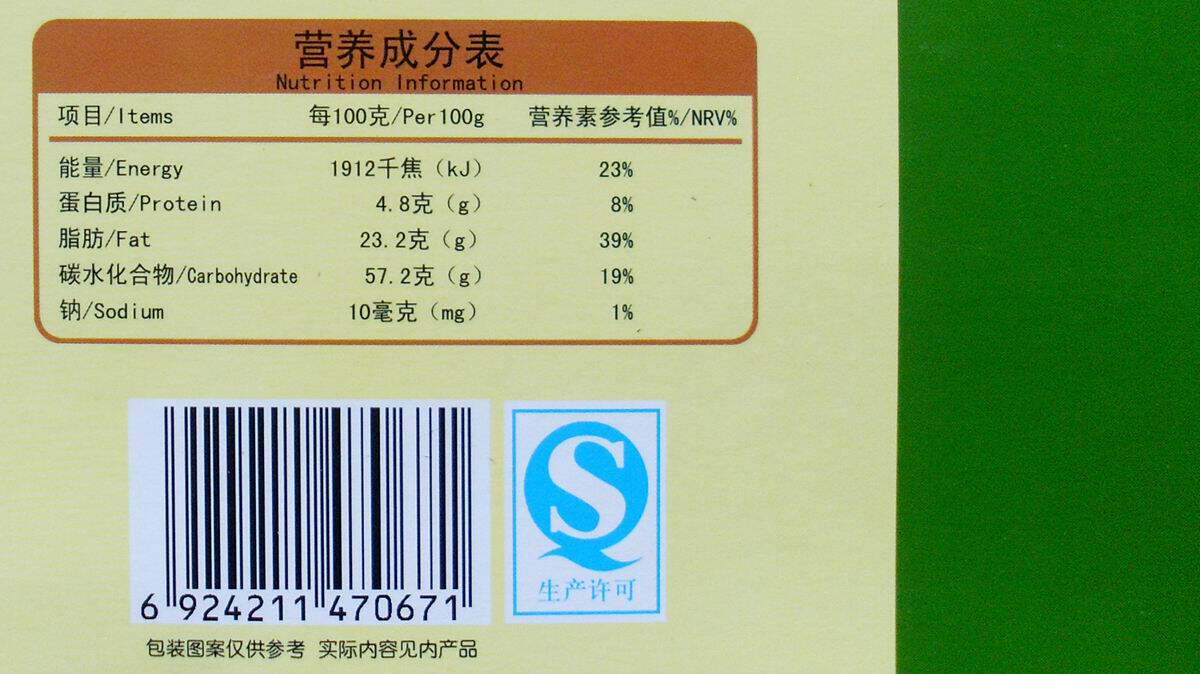 营养成分表
Nutrition Information
项目/Items 每100克/Per100g 营养素参考值%/NRV%
能量/Energy 1912千焦（kJ） 23%
蛋白质/Protein 4.8克（g） 8%
脂肪/Fat 23.2克（g） 39%
碳水化合物/Carbohydrate 57.2克（g） 19%
钠/Sodium 10毫克（mg） 1%
6 924211 470671
生产许可
包装图案仅供参考 实际内容见内产品